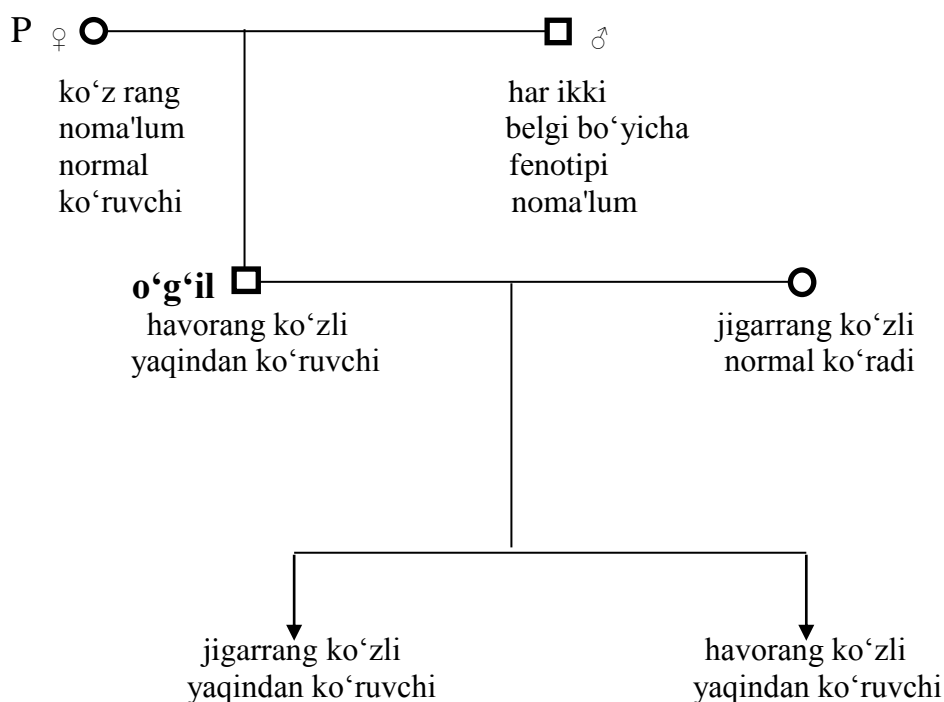 P ♀ ♂
ko‘z rang
noma'lum
normal
ko‘ruvchi
har ikki
belgi bo‘yicha
fenotipi
noma'lum
o‘g‘il
havorang ko‘zli
yaqindan ko‘ruvchi
jigarrang ko‘zli
normal ko‘radi
jigarrang ko‘zli
yaqindan ko‘ruvchi
havorang ko‘zli
yaqindan ko‘ruvchi